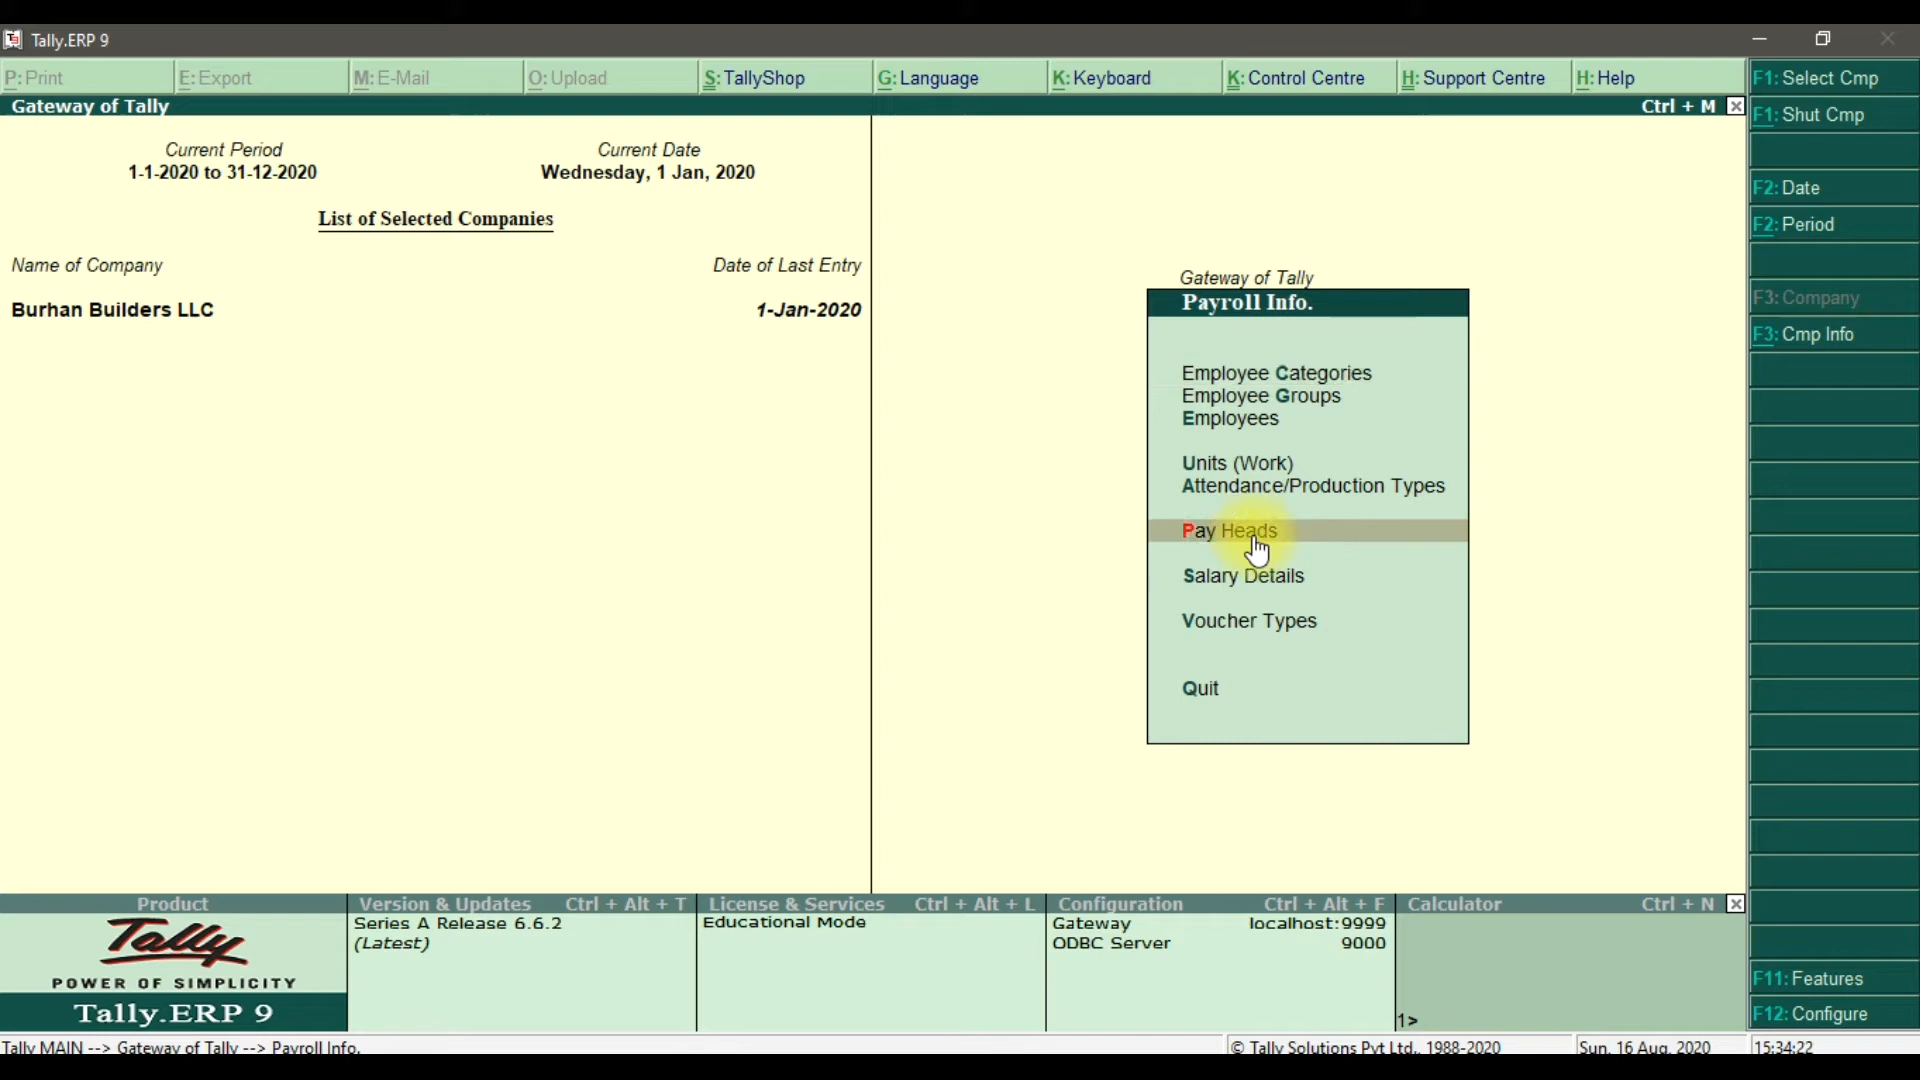 Tally.ERP 9
P: Print E: Export M: E-Mail O: Upload S: TallyShop G: Language K: Keyboard K: Control Centre H: Support Centre H: Help
Gateway of Tally Ctrl + M
F1: Select Cmp
F1: Shut Cmp
F2: Date
F2: Period
F3: Company
F3: Cmp Info
F11: Features
F12: Configure
Current Period Current Date
1-1-2020 to 31-12-2020 Wednesday, 1 Jan, 2020
List of Selected Companies
Name of Company Date of Last Entry
Burhan Builders LLC 1-Jan-2020
Gateway of Tally
Payroll Info.
Employee Categories
Employee Groups
Employees
Units (Work)
Attendance/Production Types
Pay Heads
Salary Details
Voucher Types
Quit
Product
Tally
POWER OF SIMPLICITY
Tally.ERP 9
Version & Updates Ctrl + Alt + T
Series A Release 6.6.2
(Latest)
License & Services Ctrl + Alt + L
Educational Mode
Configuration Ctrl + Alt + F
Gateway localhost:9999
ODBC Server 9000
Calculator Ctrl + N
1>
Tally MAIN --> Gateway of Tally --> Payroll Info. © Tally Solutions Pvt Ltd., 1988-2020 Sun, 16 Aug, 2020 15:34:22